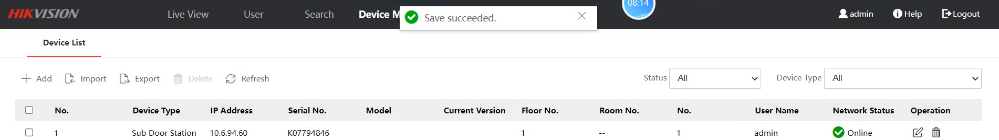 HIKVISION Live View User Search Device M 08:14 admin Help Logout
Save succeeded.
Device List
Add Import Export Delete Refresh Status All Device Type All
No. Device Type IP Address Serial No. Model Current Version Floor No. Room No. No. User Name Network Status Operation
1 Sub Door Station 10.6.94.60 K07794846 1 -- 1 admin Online